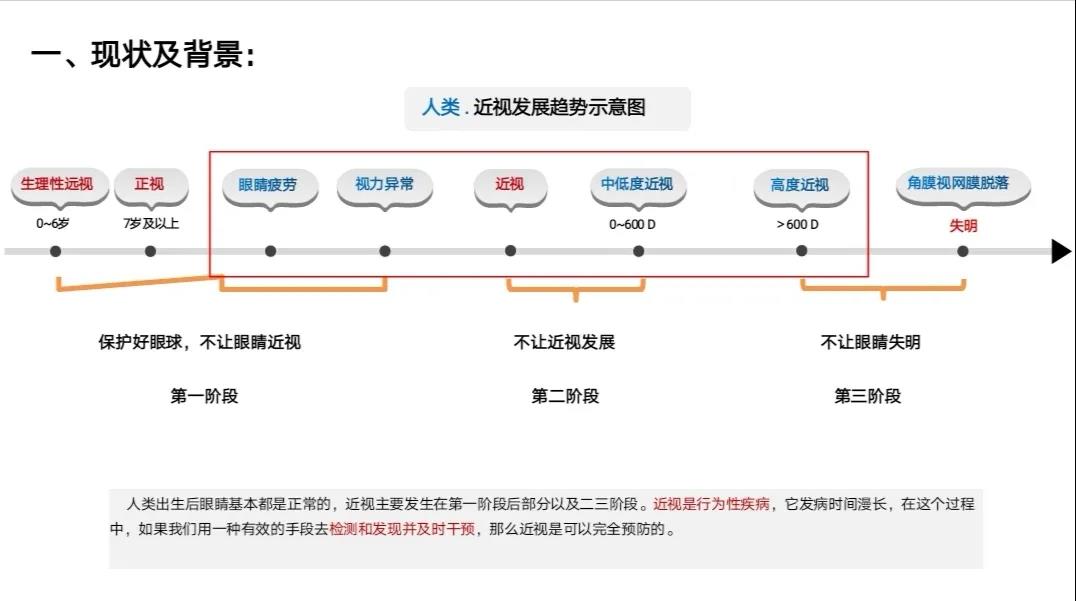 一、现状及背景：
人类 . 近视发展趋势示意图
生理性远视 正视 眼睛疲劳 视力异常 近视 中低度近视 高度近视 角膜视网膜脱落
0~6岁 7岁及以上 0~600 D >600 D 失明
保护好眼球，不让眼睛近视 不让近视发展 不让眼睛失明
第一阶段 第二阶段 第三阶段
人类出生后眼睛基本都是正常的，近视主要发生在第一阶段后部分以及二三阶段。近视是行为性疾病，它发病时间漫长，在这个过程
中，如果我们用一种有效的手段去检测和发现并及时干预，那么近视是可以完全预防的。